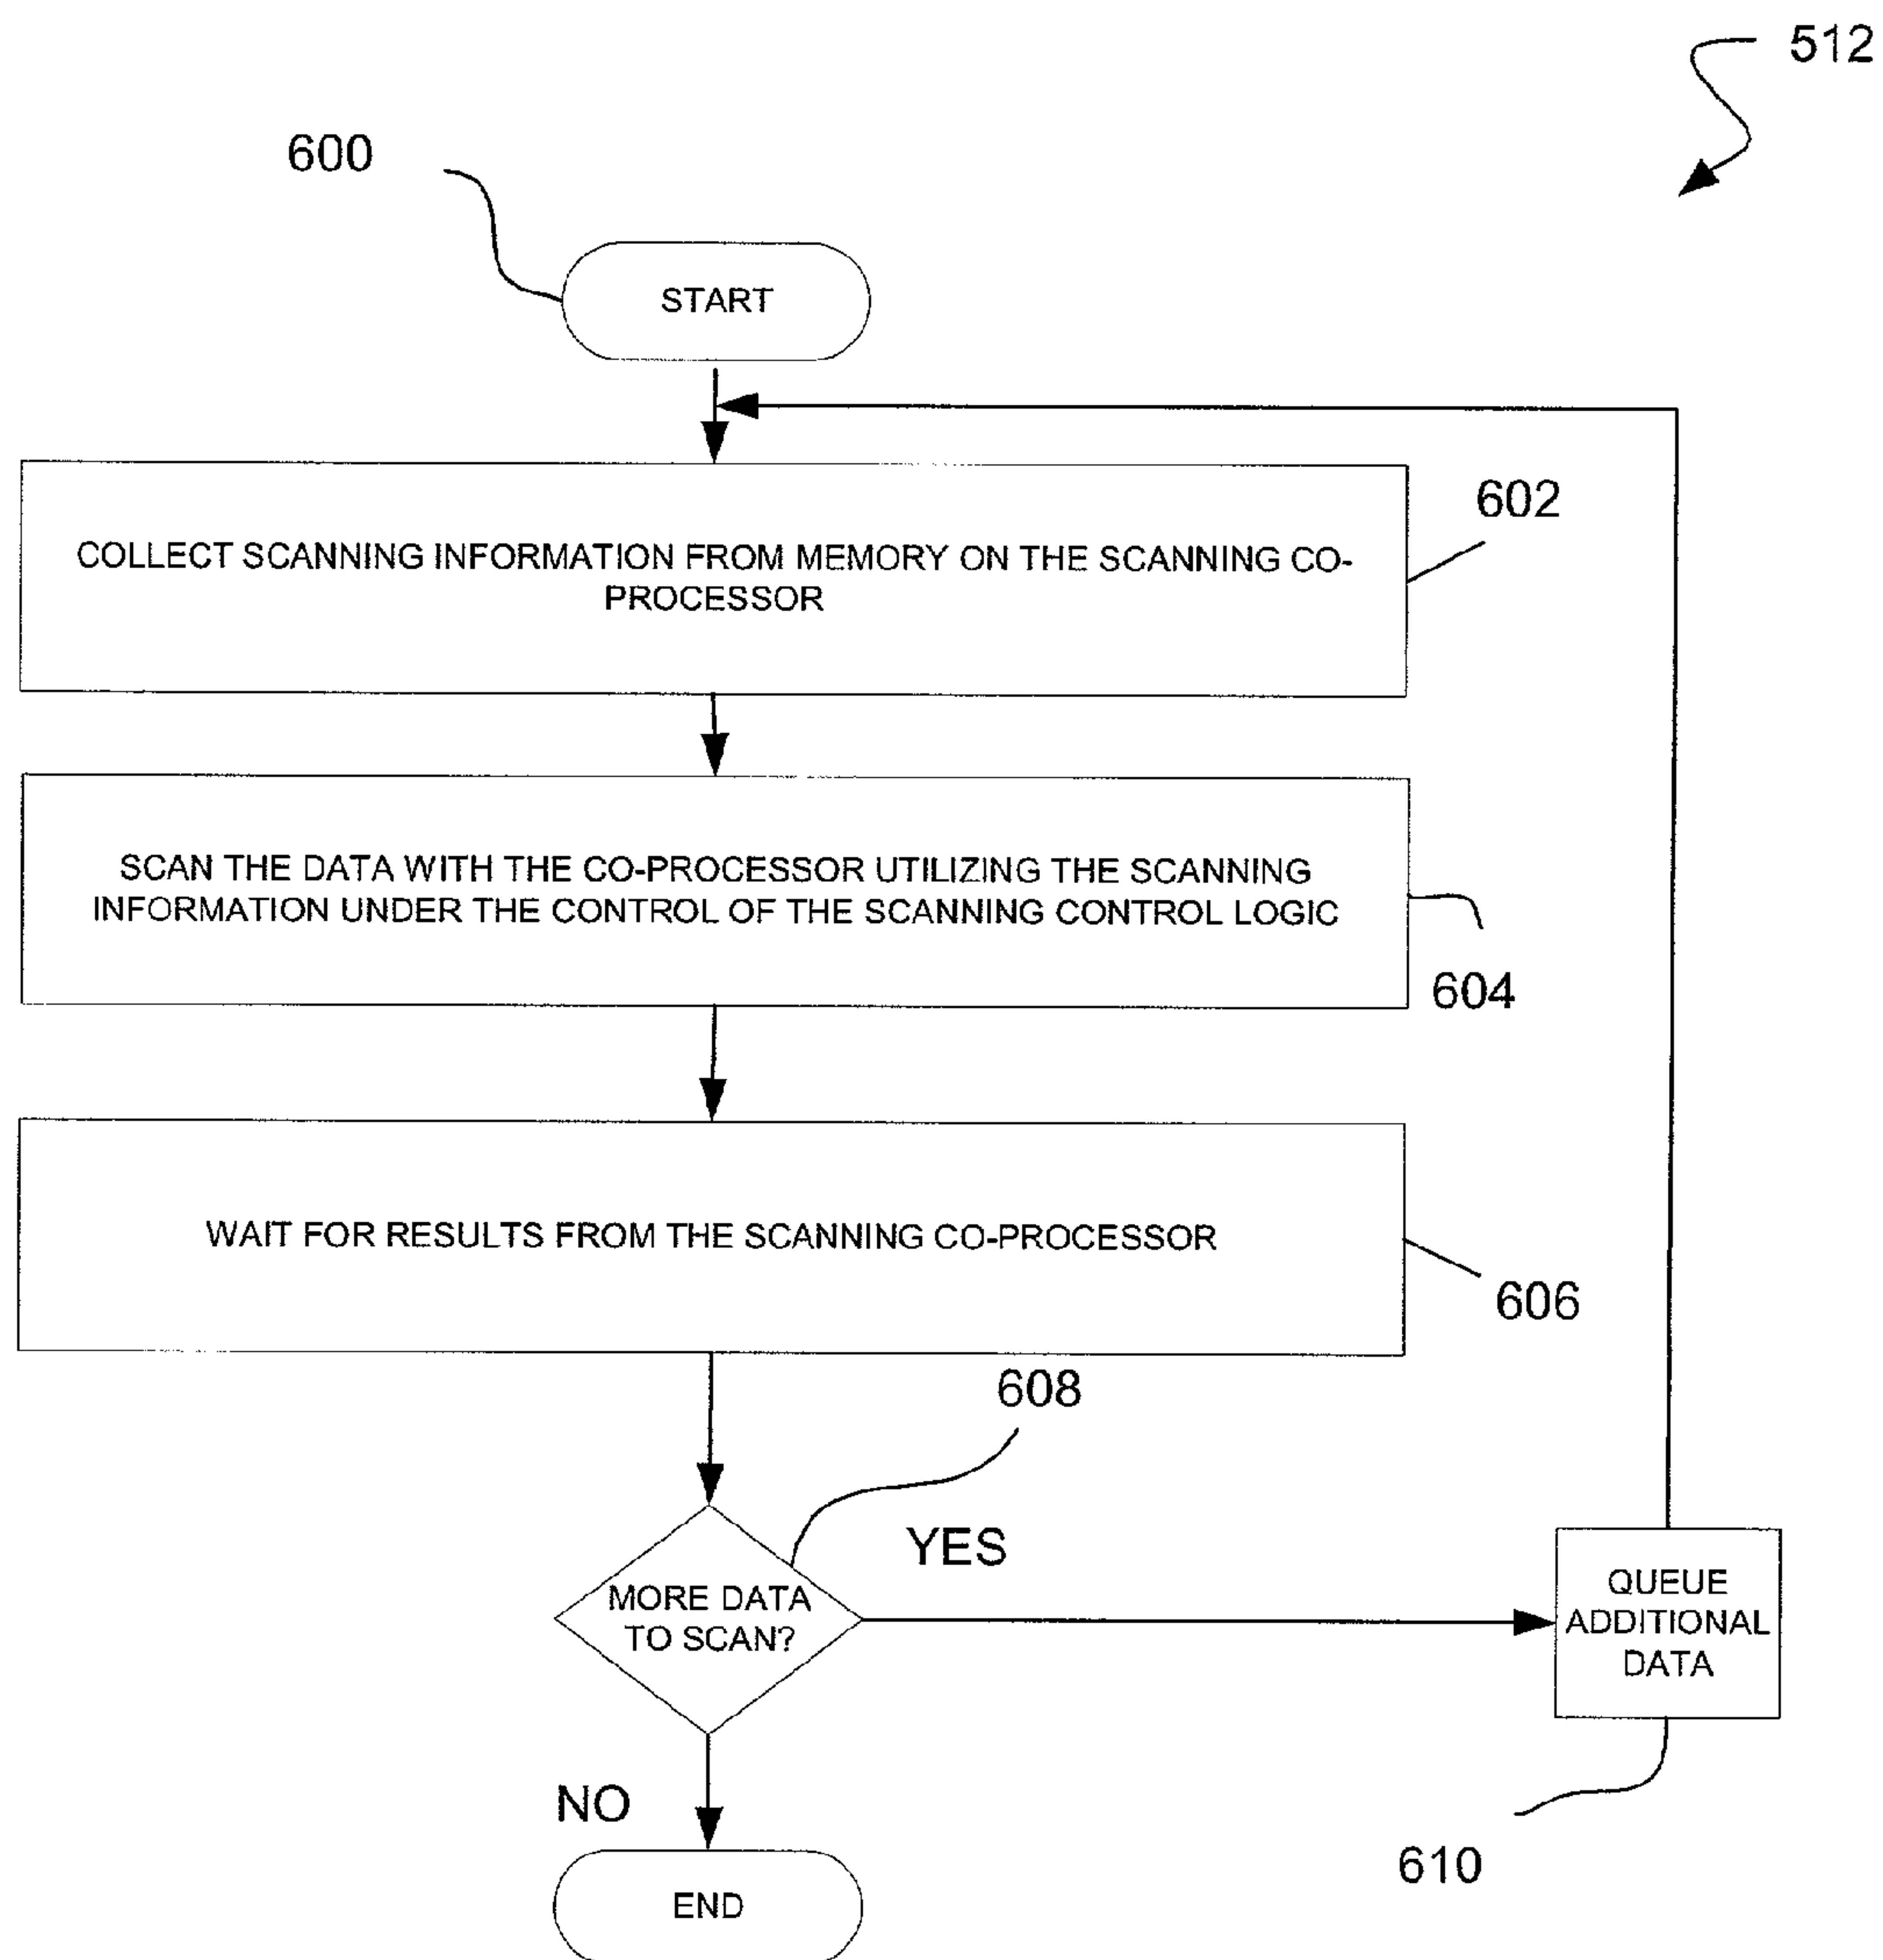 512
600
START
COLLECT SCANNING INFORMATION FROM MEMORY ON THE SCANNING CO-
PROCESSOR
602
SCAN THE DATA WITH THE CO-PROCESSOR UTILIZING THE SCANNING
INFORMATION UNDER THE CONTROL OF THE SCANNING CONTROL LOGIC
604
WAIT FOR RESULTS FROM THE SCANNING CO-PROCESSOR
606
608
MORE DATA
TO SCAN?
YES
QUEUE
ADDITIONAL
DATA
610
NO
END